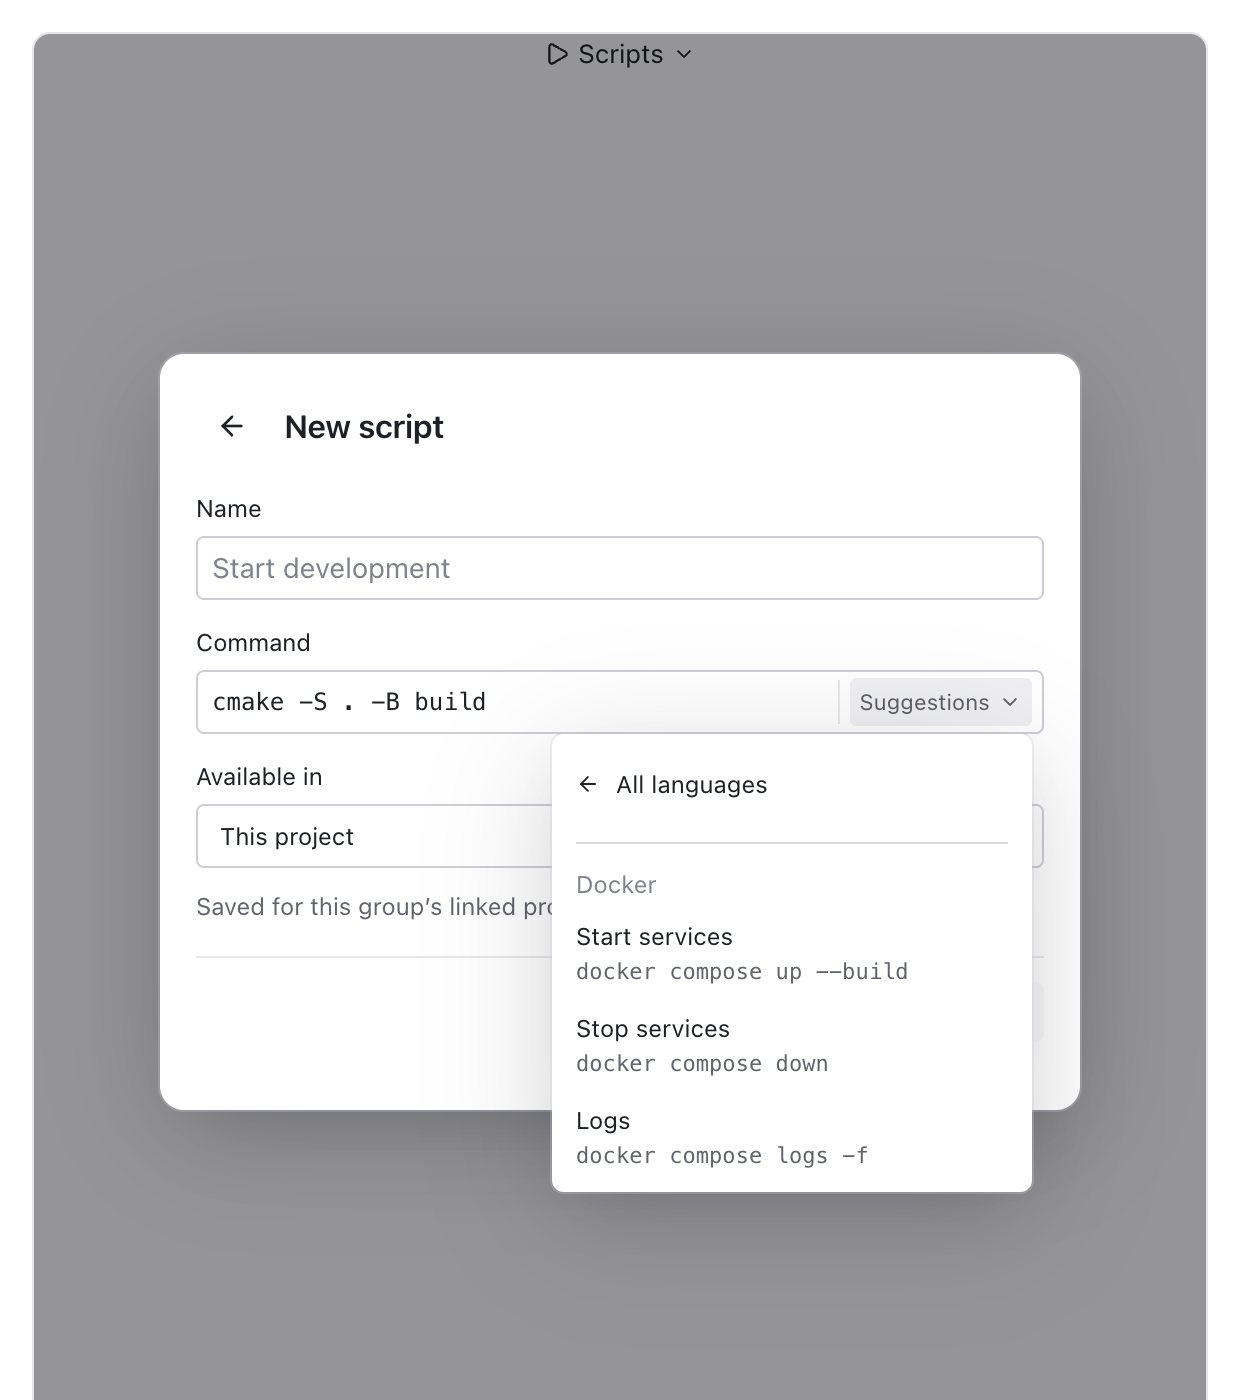 Scripts
New script
Name
Start development
Command
cmake -S . -B build
Suggestions
Available in
This project
Saved for this group’s linked
All languages
Docker
Start services
docker compose up --build
Stop services
docker compose down
Logs
docker compose logs -f